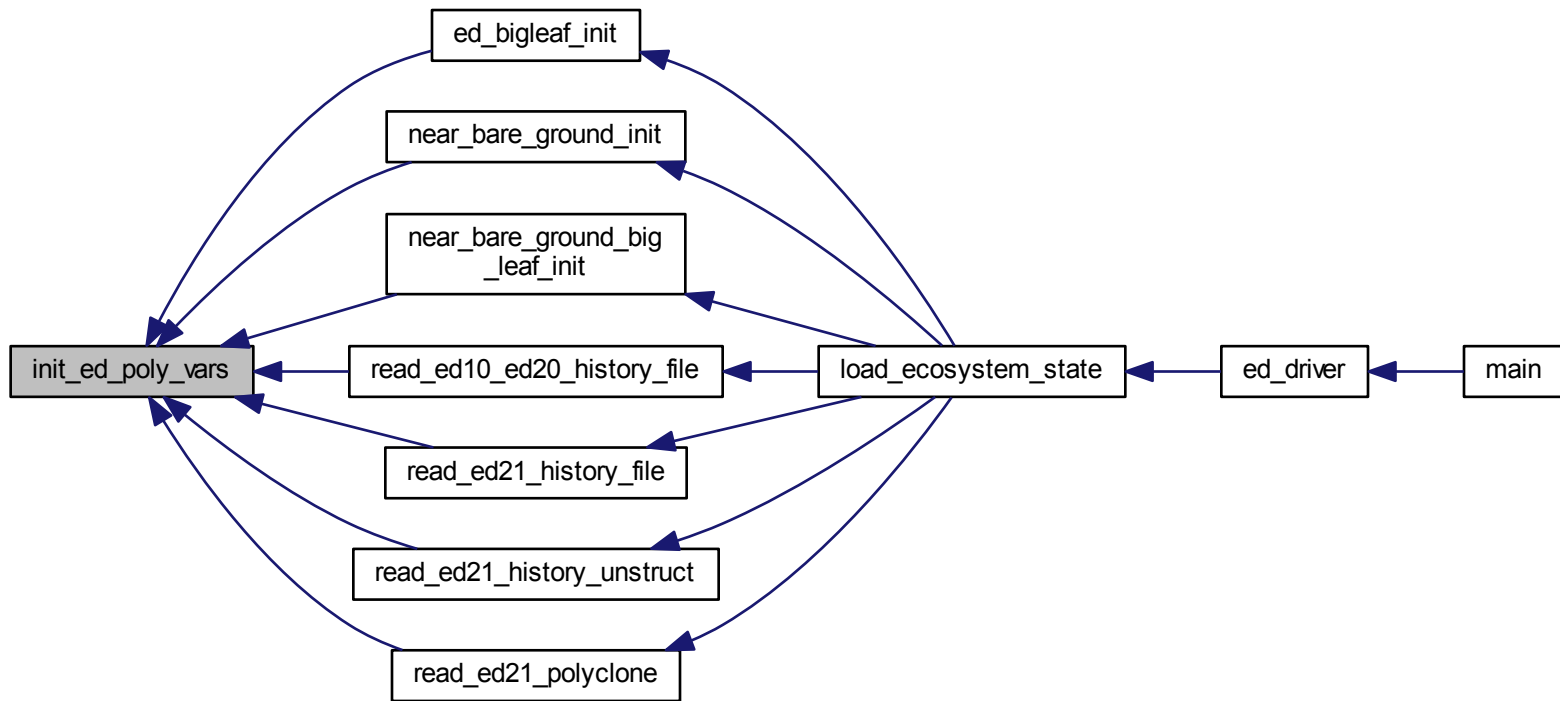 ed_bigleaf_init
near_bare_ground_init
near_bare_ground_big
_leaf_init
init_ed_poly_vars
read_ed10_ed20_history_file
load_ecosystem_state
ed_driver
main
read_ed21_history_file
read_ed21_history_unstruct
read_ed21_polyclone